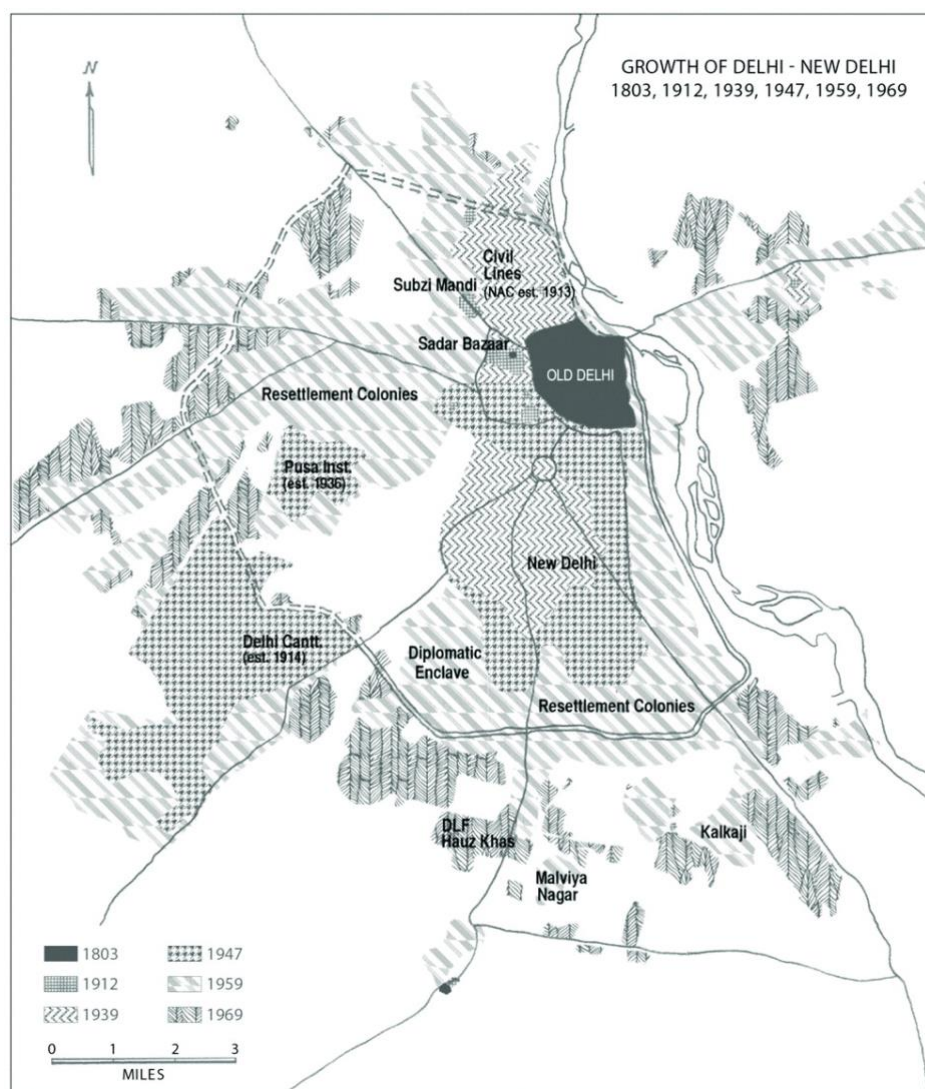 GROWTH OF DELHI - NEW DELHI
1803, 1912, 1939, 1947, 1959, 1969
N
Civil
Lines
(NAC est. 1913)
Subzi Mandi
Sadar Bazaar
OLD DELHI
Resettlement Colonies
Pusa Inst.
(est. 1936)
New Delhi
Delhi Cantt.
(est. 1914)
Diplomatic
Enclave
Resettlement Colonies
DLF
Hauz Khas
Kalkaji
Malviya
Nagar
1803
1947
1912
1959
1939
1969
0 1 2 3
MILES